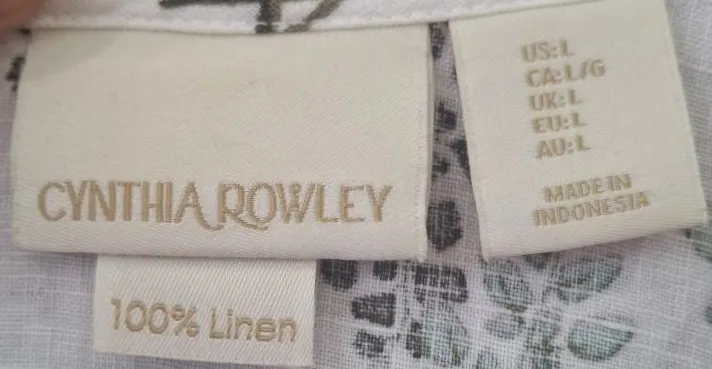 CYNTHIA ROWLEY
100% Linen
US:L
CA:L/G
UK:L
EU:L
AU:L
MADE IN
INDONESIA